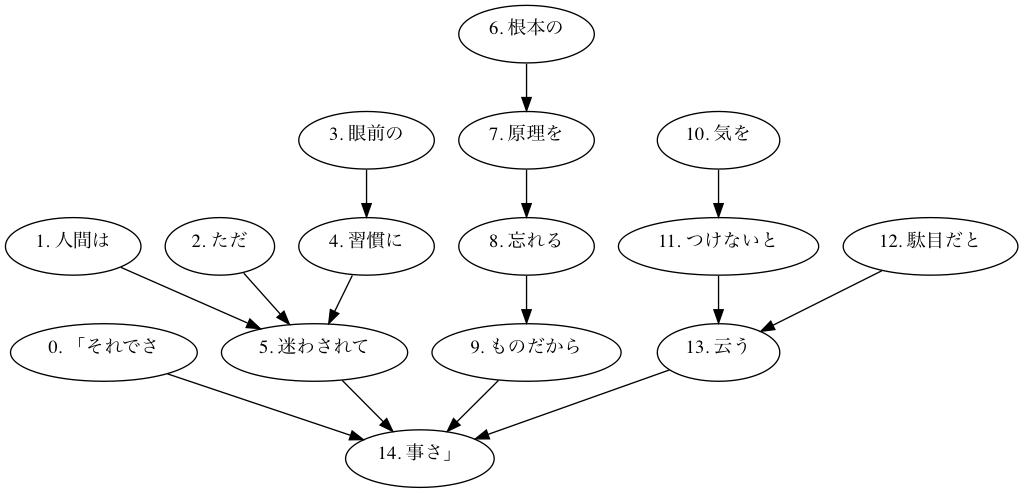 6. 根本の
3. 眼前の
7. 原理を
10. 気を
1. 人間は
2. ただ
4. 習慣に
8. 忘れる
11. つけないと
12. 駄目だと
0. 「それでさ
5. 迷わされて
9. ものだから
13. 云う
14. 事さ」